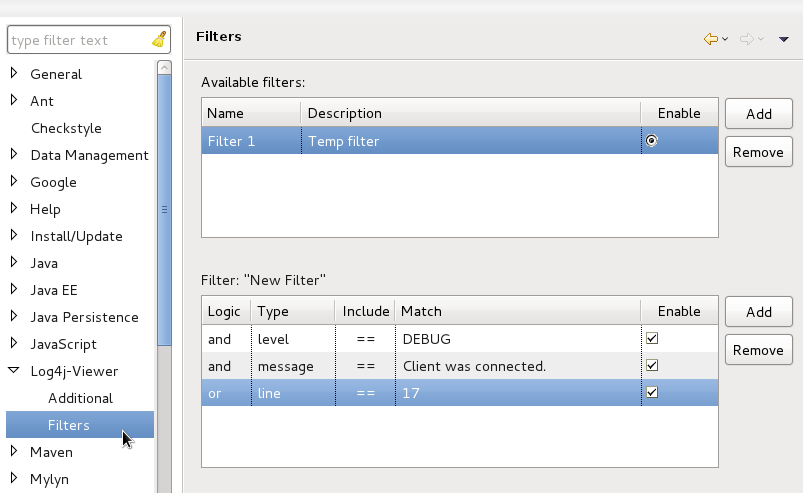 type filter text
General
Ant
Checkstyle
Data Management
Google
Help
Install/Update
Java
Java EE
Java Persistence
JavaScript
Log4j-Viewer
Additional
Filters
Maven
Mylyn
Filters
Available filters:
Name Description Enable
Filter 1 Temp filter
Add
Remove
Filter: "New Filter"
Logic Type Include Match Enable
and level == DEBUG
and message == Client was connected.
or line == 17
Add
Remove